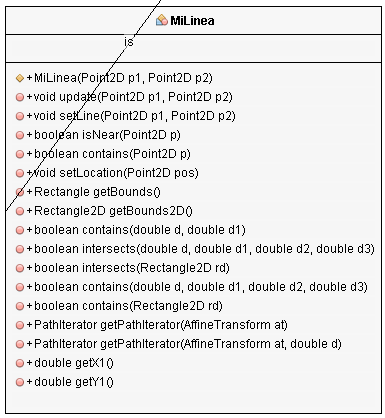 MiLinea
is
+MiLinea(Point2D p1, Point2D p2)
+void update(Point2D p1, Point2D p2)
+void setLine(Point2D p1, Point2D p2)
+boolean isNear(Point2D p)
+boolean contains(Point2D p)
+void setLocation(Point2D pos)
+Rectangle getBounds()
+Rectangle2D getBounds2D()
+boolean contains(double d, double d1)
+boolean intersects(double d, double d1, double d2, double d3)
+boolean intersects(Rectangle2D rd)
+boolean contains(double d, double d1, double d2, double d3)
+boolean contains(Rectangle2D rd)
+PathIterator getPathIterator(AffineTransform at)
+PathIterator getPathIterator(AffineTransform at, double d)
+double getX1()
+double getY1()